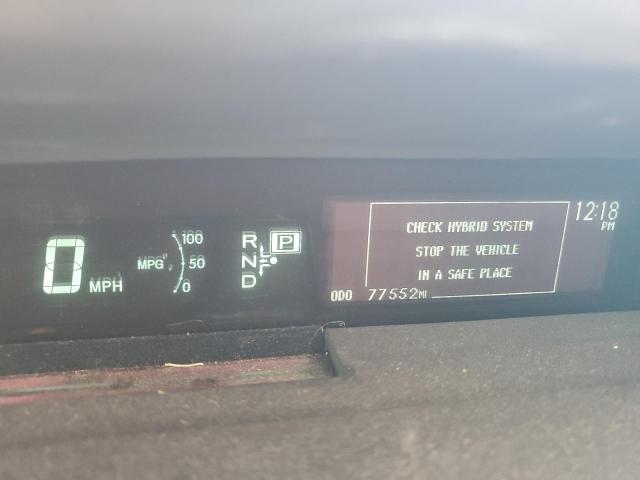 0 MPH
MPG
100
50
0
R
N
D
P
CHECK HYBRID SYSTEM
STOP THE VEHICLE
IN A SAFE PLACE
12:18
PM
ODO 77552MI